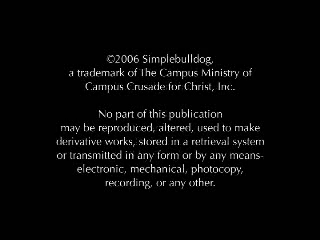 ©2006 Simplebulldog,
a trademark of The Campus Ministry of
Campus Crusade for Christ, Inc.
No part of this publication
may be reproduced, altered, used to make
derivative works, stored in a retrieval system
or transmitted in any form or by any means-
electronic, mechanical, photocopy,
recording, or any other.